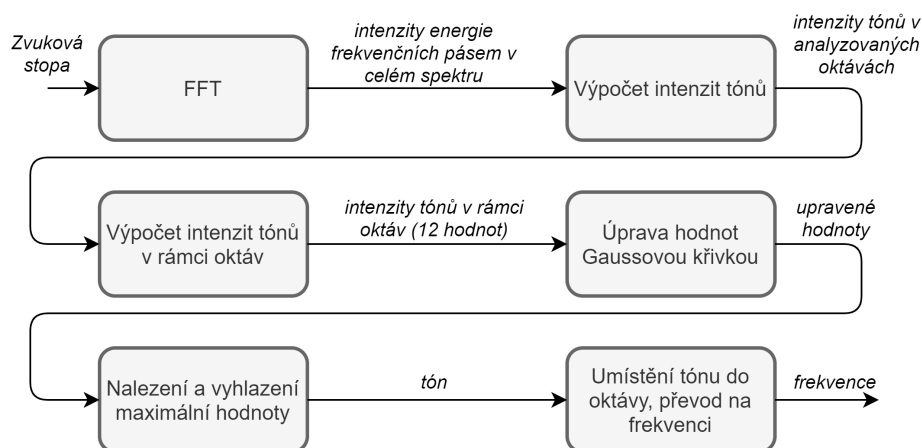 Zvuková
stopa
FFT
intenzity energie
frekvenčních pásem v
celém spektru
Výpočet intenzit tónů
intenzity tónů v
analyzovaných
oktávách
Výpočet intenzit tónů
v rámci oktáv
intenzity tónů v rámci
oktáv (12 hodnot)
Úprava hodnot
Gaussovou křivkou
upravené
hodnoty
Nalezení a vyhlazení
maximální hodnoty
tón
Umístění tónu do
oktávy, převod na
frekvenci
frekvence